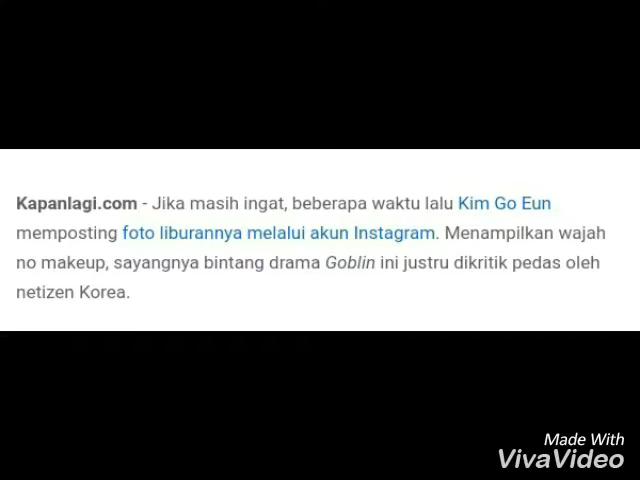 Kapanlagi.com - Jika masih ingat, beberapa waktu lalu Kim Go Eun
memposting foto liburannya melalui akun Instagram. Menampilkan wajah
no makeup, sayangnya bintang drama Goblin ini justru dikritik pedas oleh
netizen Korea.
Made With
VivaVideo